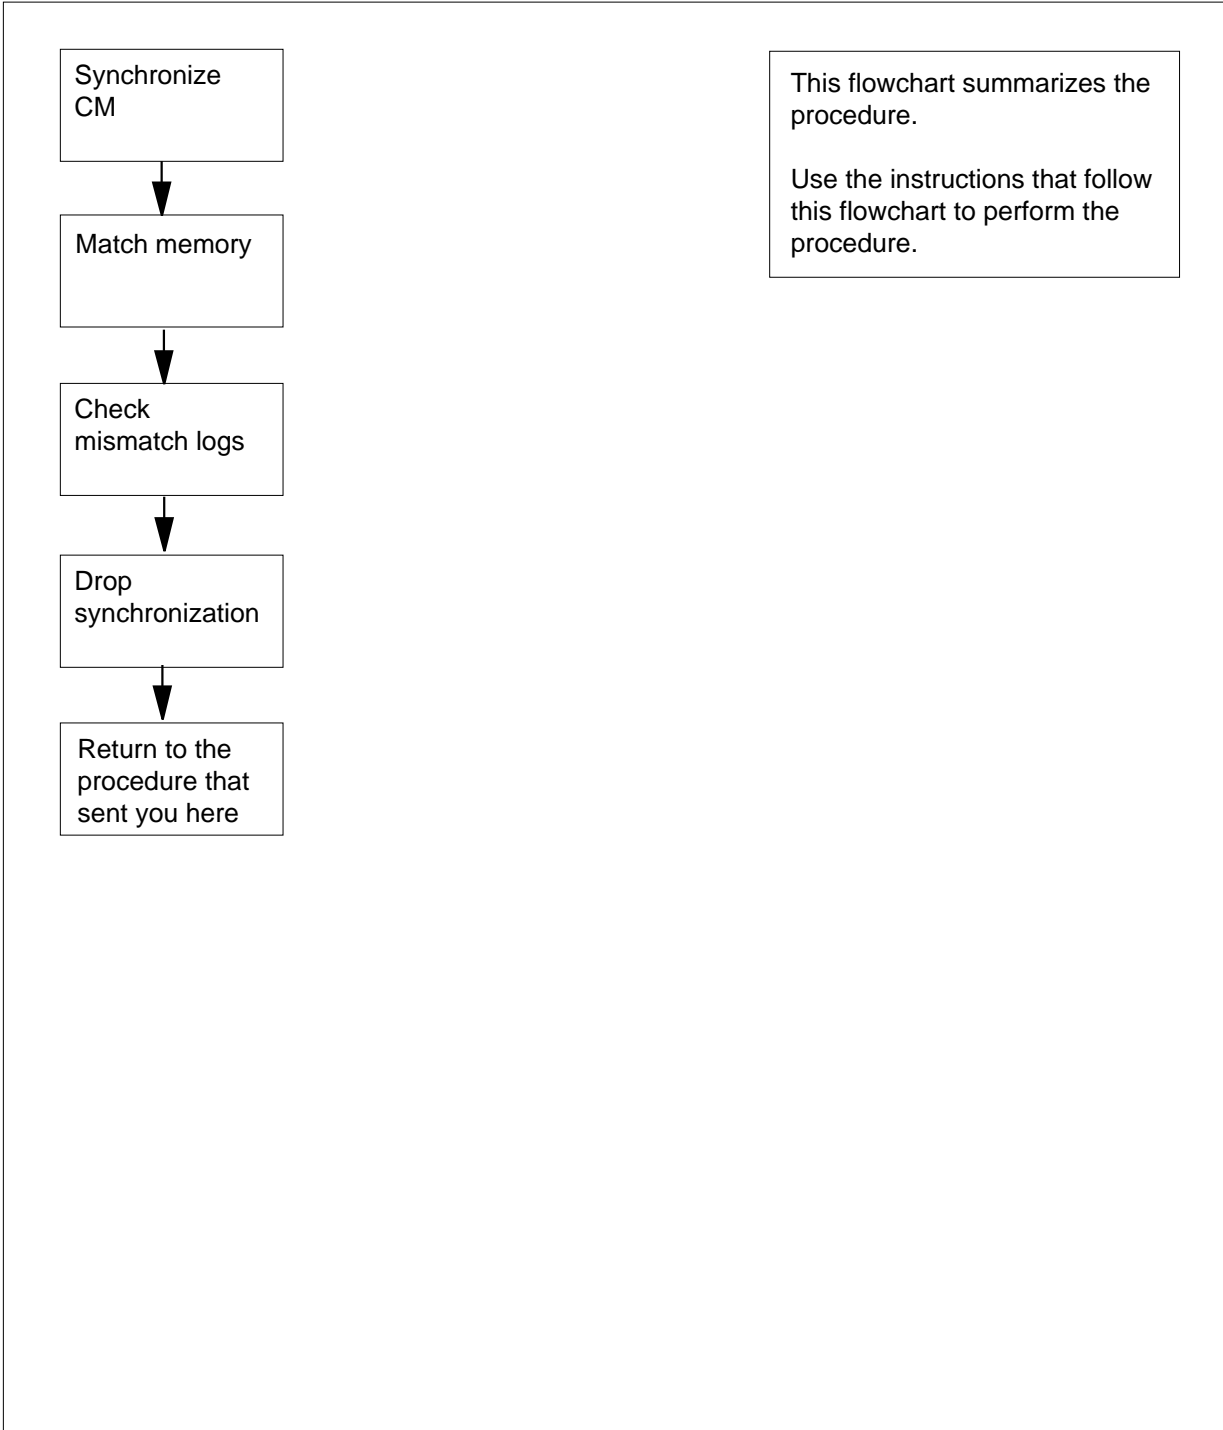 Synchronize
CM
Match memory
Check
mismatch logs
Drop
synchronization
Return to the
procedure that
sent you here
This flowchart summarizes the
procedure.
Use the instructions that follow
this flowchart to perform the
procedure.